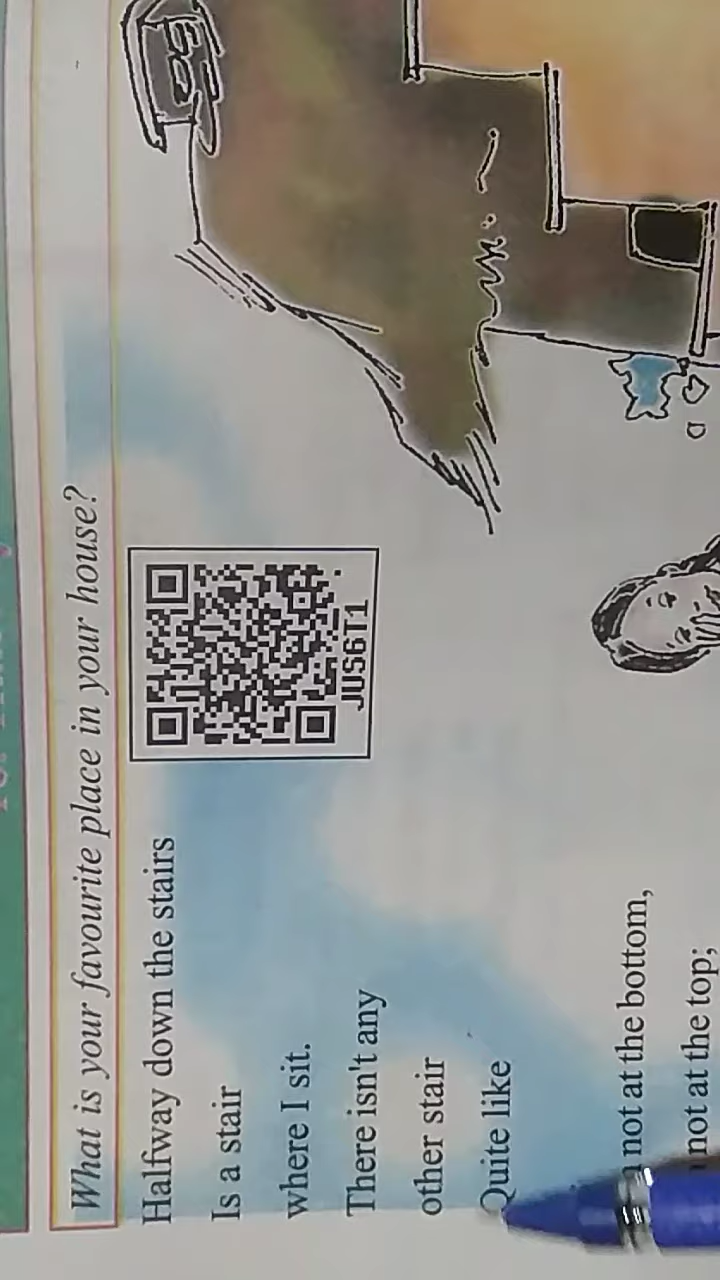 What is your favourite place in your house?
JUS6T1
Halfway down the stairs
Is a stair
where I sit.
There isn't any
other stair
Quite like
not at the bottom,
not at the top;